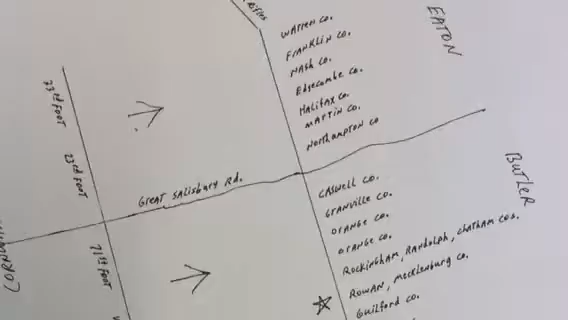 WARREN CO.
FRANKLIN CO.
NASH CO.
Edgecombe CO.
HALIFAX CO.
MARTIN CO.
NORTHAMPTON CO
EATON
33rd FOOT
23rd FOOT
GREAT SALISBURY Rd.
CASWELL CO.
GRANVILLE CO.
ORANGE CO.
ORANGE CO.
ROCKINGHAM, RANDOLPH, CHATHAM COS.
ROWAN, MECKLENBURG CO.
GUILFORD CO.
BUTLER
71st FOOT